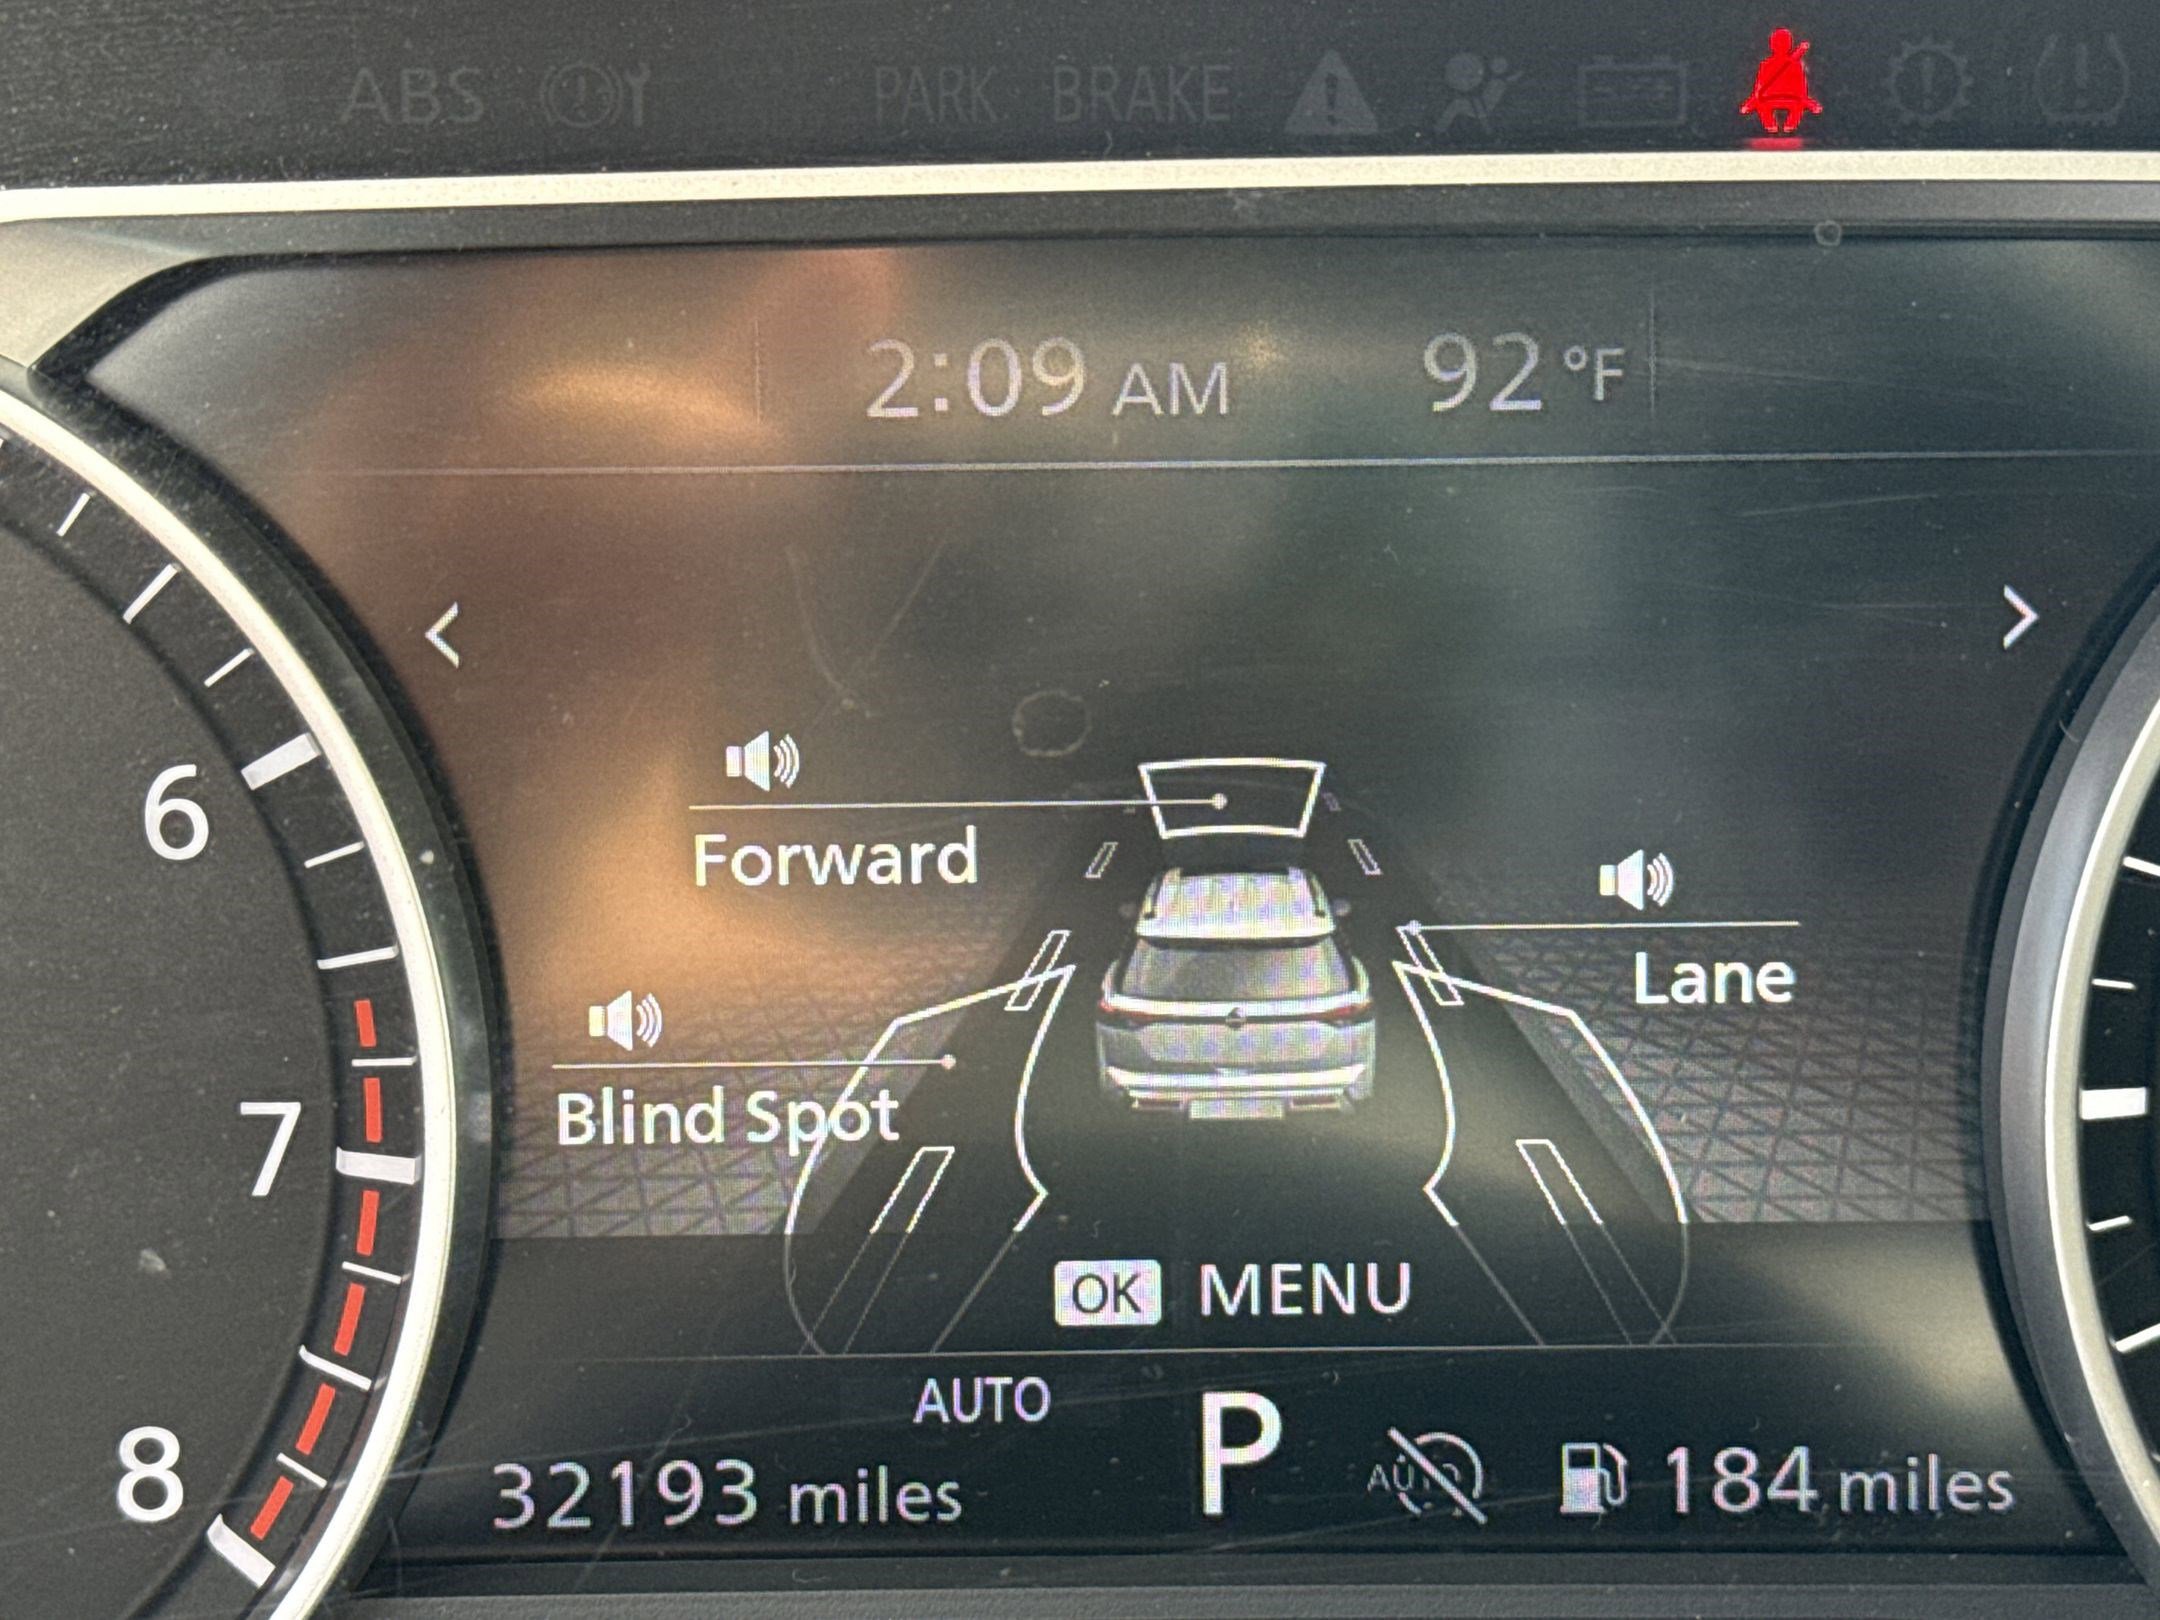 ABS PARK BRAKE
2:09 AM 92 °F
Forward
Lane
Blind Spot
OK MENU
AUTO
32193 miles P AUTO 184 miles
6
7
8